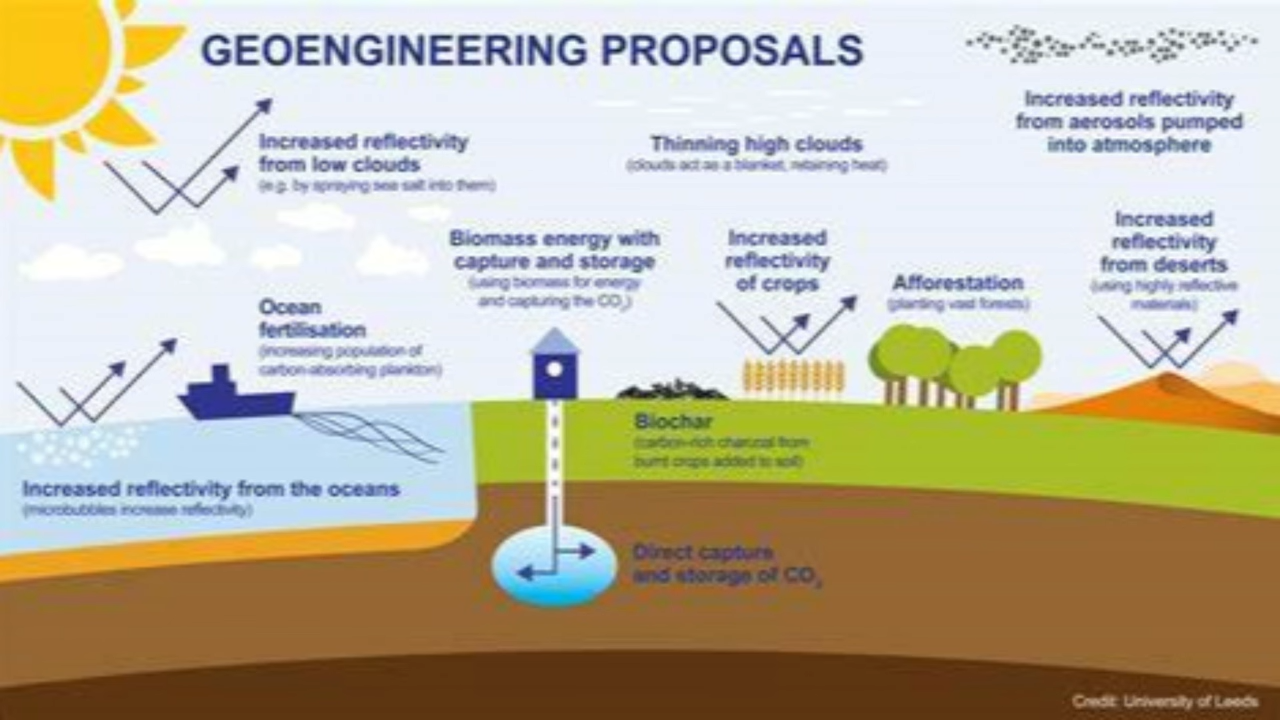 GEOENGINEERING PROPOSALS
Increased reflectivity
from low clouds
(e.g. by spraying sea salt into them)
Thinning high clouds
(clouds act as a blanket, retaining heat)
Increased reflectivity
from aerosols pumped
into atmosphere
Ocean
fertilisation
(increasing population of
carbon-absorbing plankton)
Biomass energy with
capture and storage
(using biomass for energy
and capturing the CO₂)
Increased
reflectivity
of crops
Afforestation
(planting vast forests)
Increased
reflectivity
from deserts
(using highly reflective
materials)
Biochar
(carbon-rich charcoal from
burnt crops added to soil)
Increased reflectivity from the oceans
(microbubbles increase reflectivity)
Direct capture
and storage of CO₂
Credit: University of Leeds